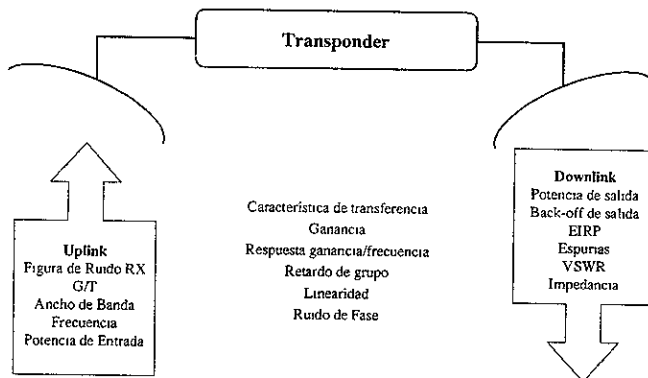 Transponder
Uplink
Figura de Ruido RX
G/T
Ancho de Banda
Frecuencia
Potencia de Entrada
Característica de transferencia
Ganancia
Respuesta ganancia/frecuencia
Retardo de grupo
Linearidad
Ruido de Fase
Downlink
Potencia de salida
Back-off de salida
EIRP
Espurias
VSWR
Impedancia